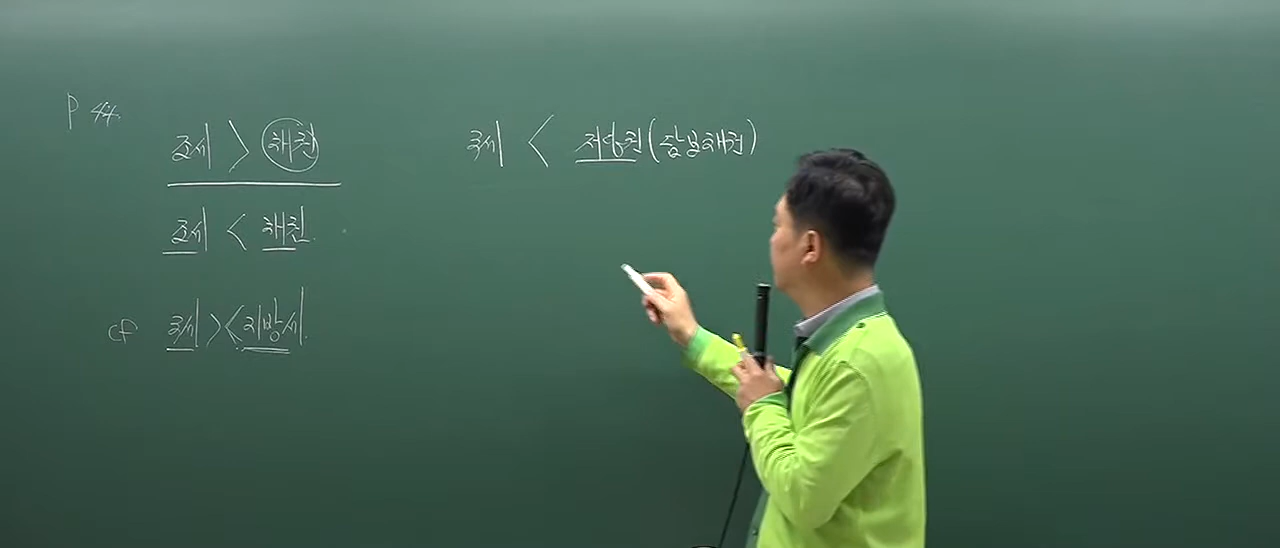 P 44.
조세 > 채권
조세 < 채권
cf 국세 >< 지방세.
국세 < 저당권(담보채권)